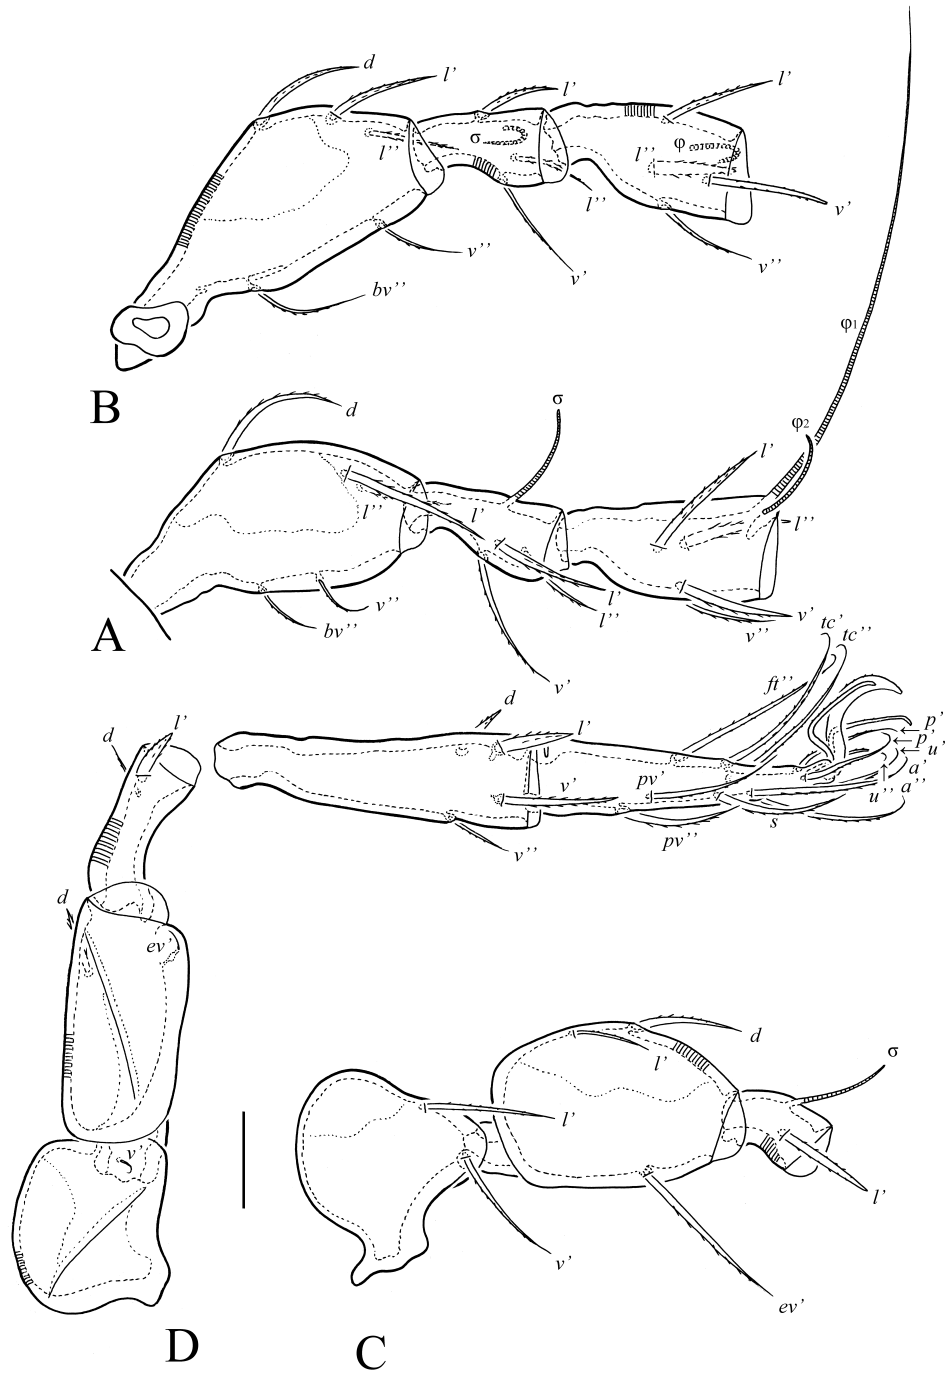 d
l’
l’
l’
σ
l’’
φ
l’’
l’’
v’
v’’
v’
v’’
bv’’
φ1
B
d
σ
φ2
l’
l’’
l’
l’’
l’
l’’
v’’
bv’’
v’
v’’
A
v’
tc’
tc’’
ft’’
d
l’
d
l’
p’
p’’
u’
pv’
v’
a’
a’’
u’’
s
pv’’
v’’
d
ev’
d
l’
σ
l’
v’
l’
v’
ev’
D
C